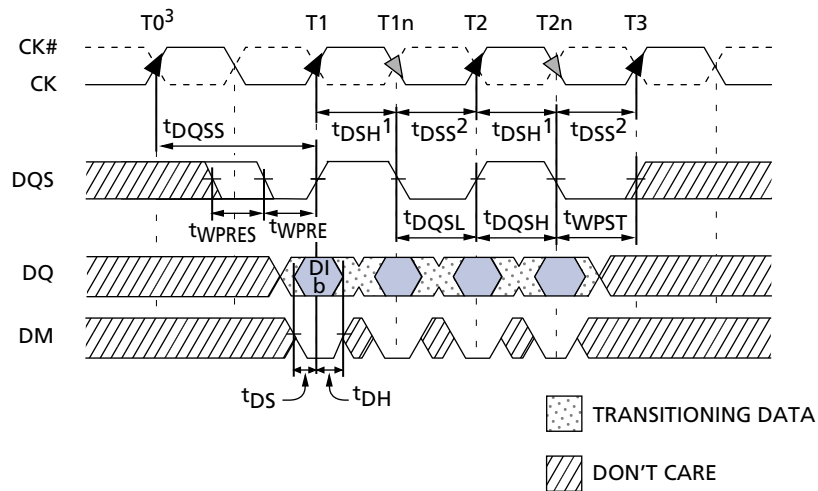 T0³ T1 T1n T2 T2n T3
CK#
CK
tDQSS tDSH¹ tDSS² tDSH¹ tDSS²
DQS
tWPRES tWPRE tDQSL tDQSH tWPST
DQ
DI
b
DM
tDS tDH
TRANSITIONING DATA
DON'T CARE